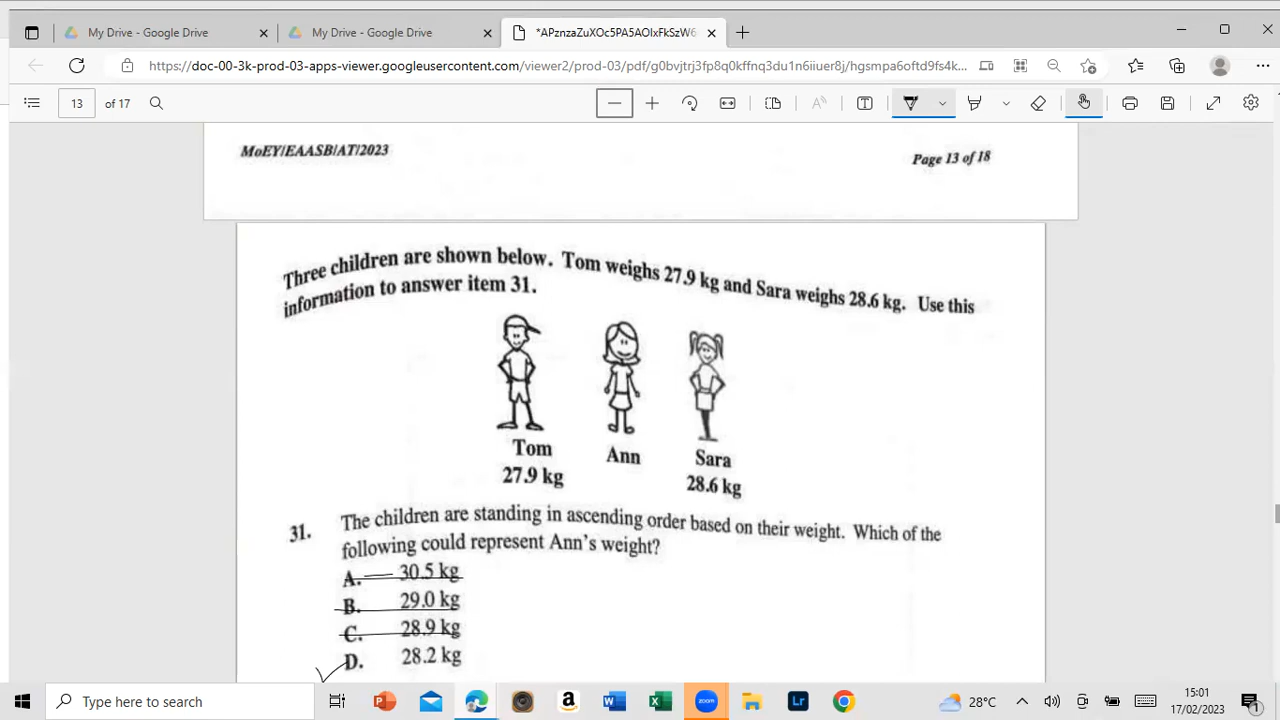 My Drive - Google Drive
My Drive - Google Drive
*APznzaZuXOc5PA5AOlxFkSzW6
https://doc-00-3k-prod-03-apps-viewer.googleusercontent.com/viewer2/prod-03/pdf/g0bvjtrj3fp8q0kffnq3du1n6iiuer8j/hgsmpa6oftd9fs4k...
13 of 17
MoEY/EAASB/AT/2023
Page 13 of 18
Three children are shown below. Tom weighs 27.9 kg and Sara weighs 28.6 kg. Use this
information to answer item 31.
Tom Ann Sara
27.9 kg 28.6 kg
31. The children are standing in ascending order based on their weight. Which of the
following could represent Ann's weight?
A. 30.5 kg
B. 29.0 kg
C. 28.9 kg
D. 28.2 kg
Type here to search
zoom
Lr
28°C
15:01
17/02/2023
1